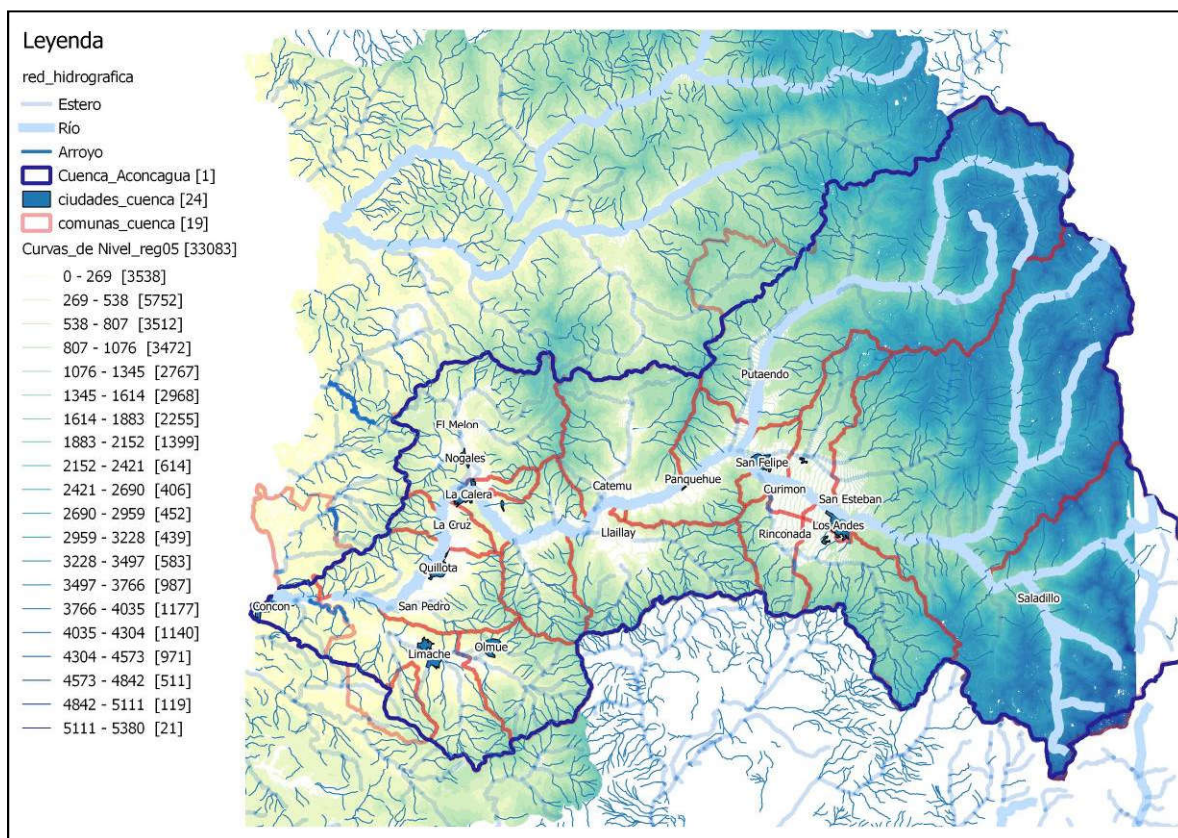 Leyenda
red_hidrografica
Estero
Río
Arroyo
Cuenca_Aconcagua [1]
ciudades_cuenca [24]
comunas_cuenca [19]
Curvas_de Nivel_reg05 [33083]
0 - 269 [3538]
269 - 538 [5752]
538 - 807 [3512]
807 - 1076 [3472]
1076 - 1345 [2767]
1345 - 1614 [2968]
1614 - 1883 [2255]
1883 - 2152 [1399]
2152 - 2421 [614]
2421 - 2690 [406]
2690 - 2959 [452]
2959 - 3228 [439]
3228 - 3497 [583]
3497 - 3766 [987]
3766 - 4035 [1177]
4035 - 4304 [1140]
4304 - 4573 [971]
4573 - 4842 [511]
4842 - 5111 [119]
5111 - 5380 [21]
Putaendo
El Melon
Nogales
San Felipe
Panquehue
Catemu
Curimon
La Calera
San Esteban
La Cruz
Llaillay
Rinconada
Los Andes
Quillota
Saladillo
Concon
San Pedro
Olmue
Limache